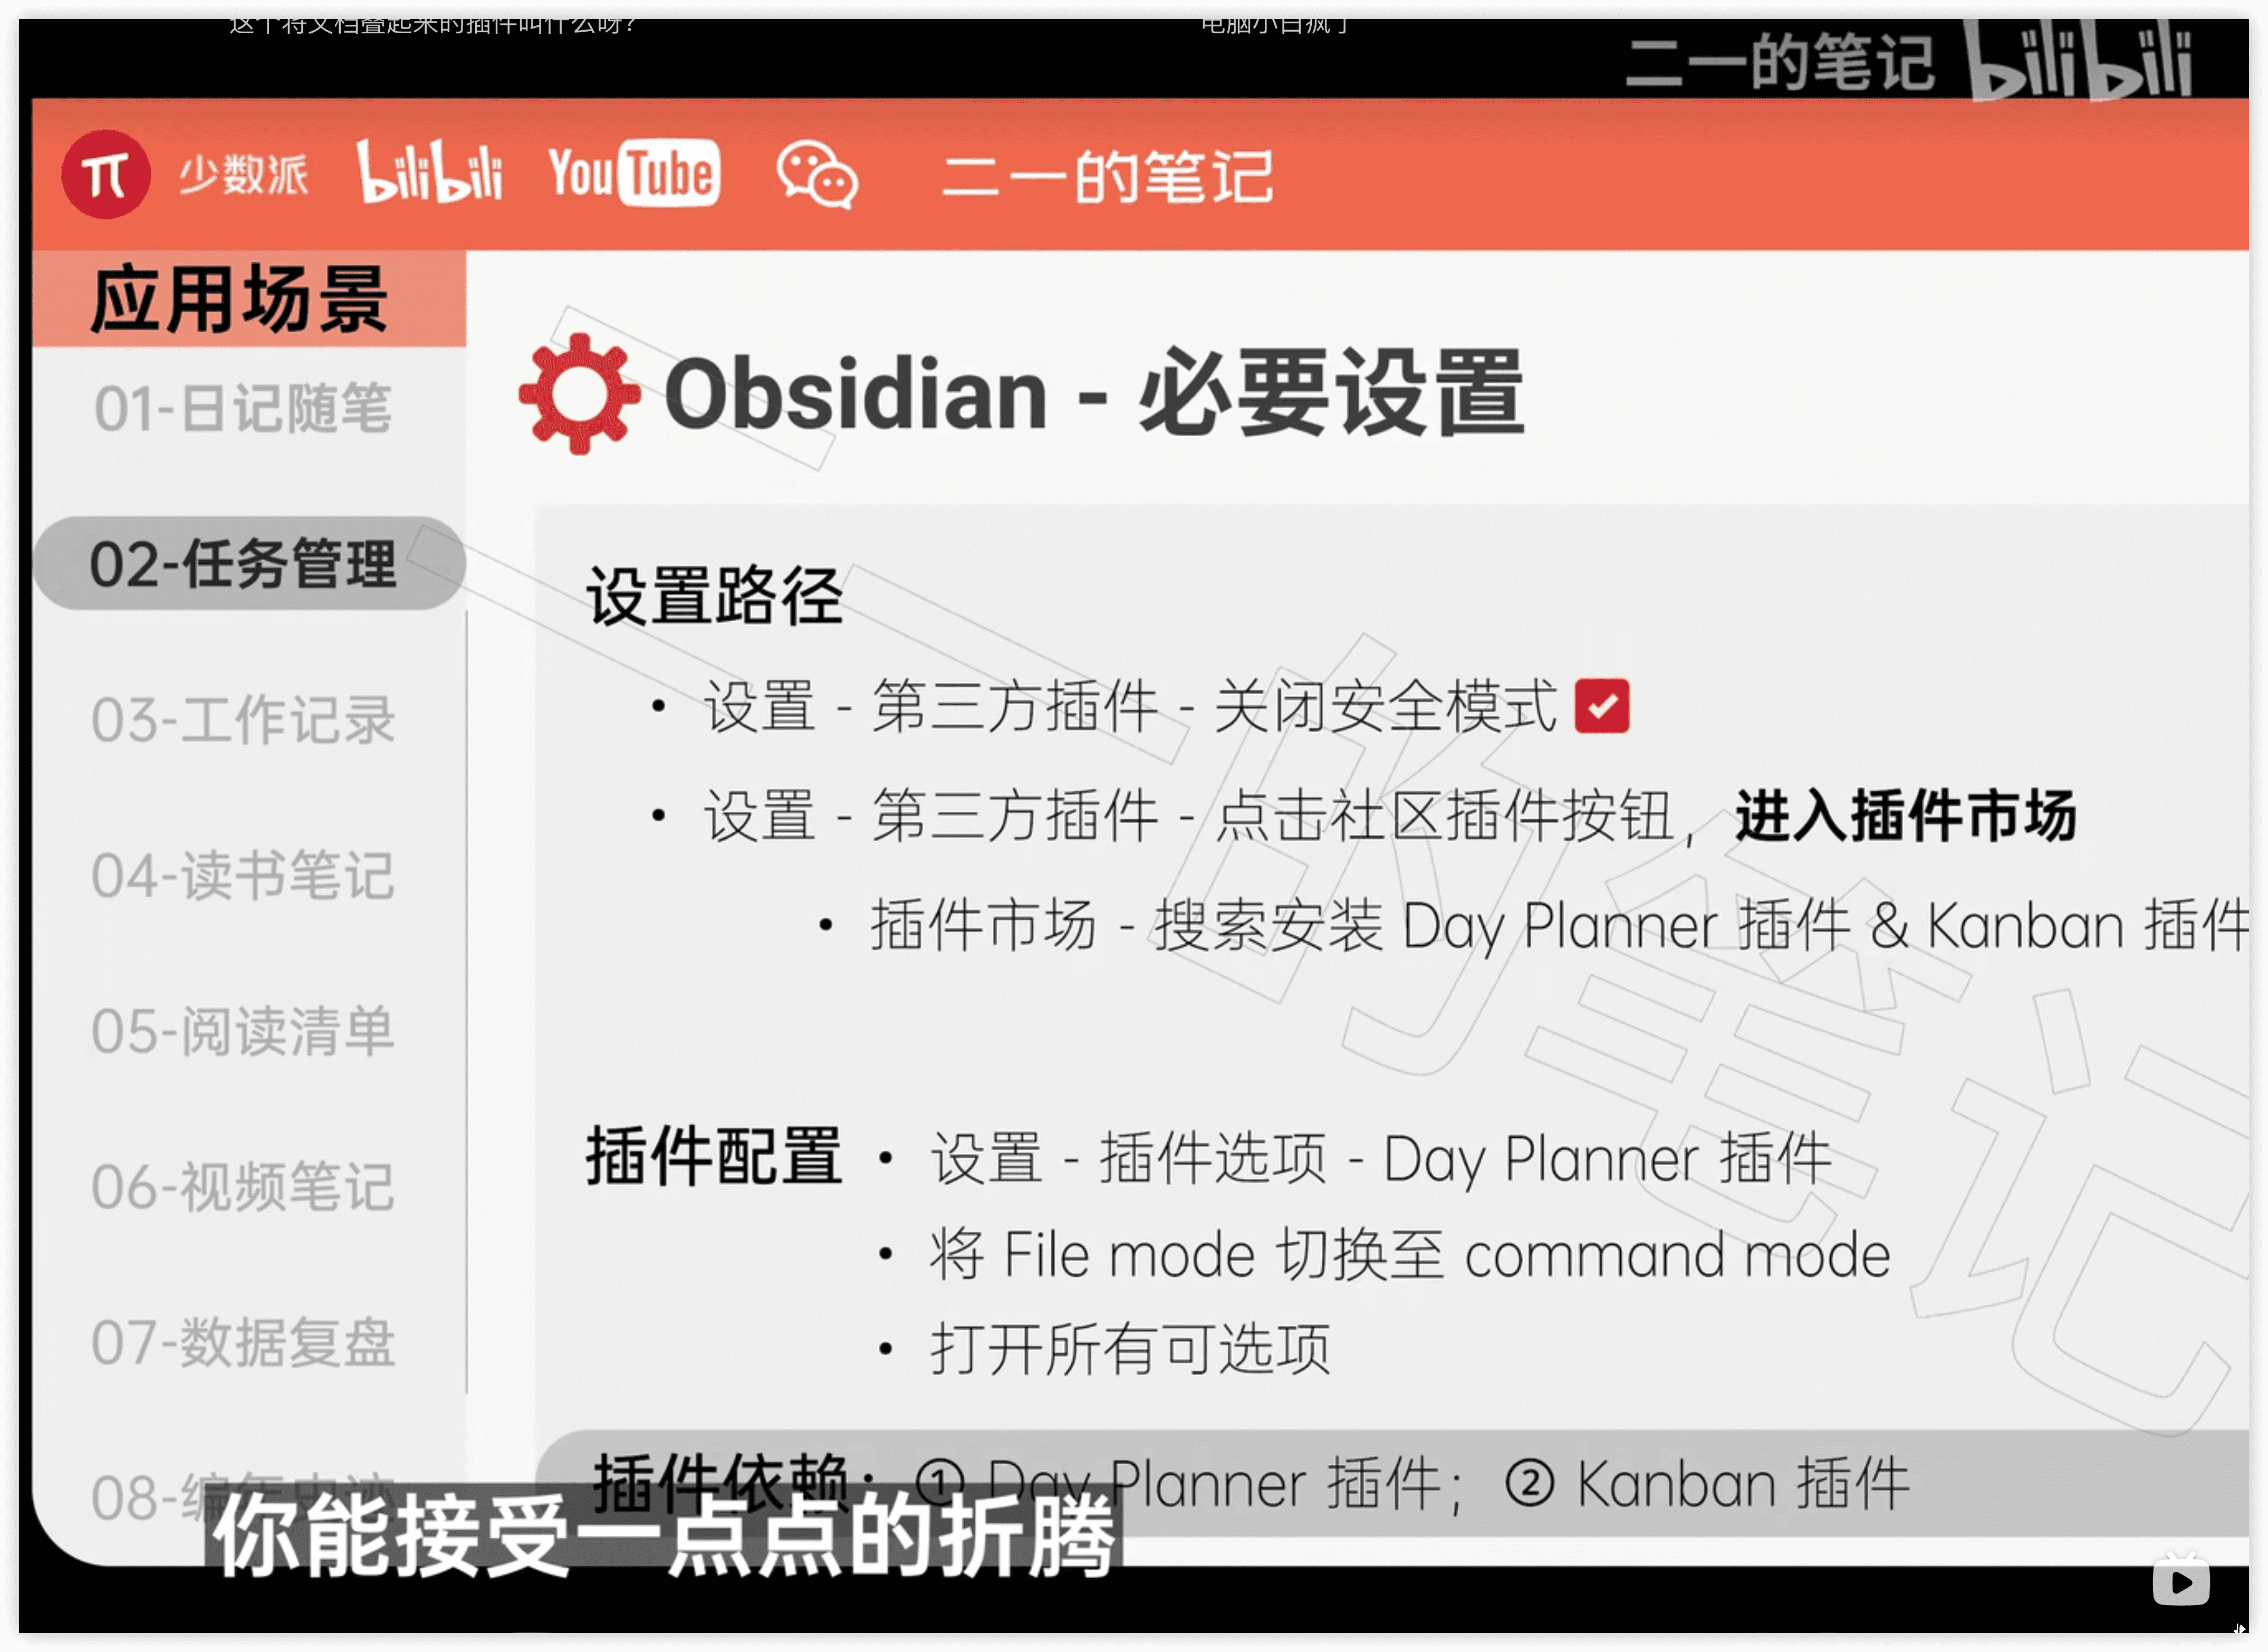 这个将文档叠起来的插件叫什么呀?
电脑小白疯了
二一的笔记 bilibili
π 少数派 bilibili YouTube 二一的笔记
应用场景
01-日记随笔
02-任务管理
03-工作记录
04-读书笔记
05-阅读清单
06-视频笔记
07-数据复盘
08-编年史迹
Obsidian - 必要设置
设置路径
• 设置 - 第三方插件 - 关闭安全模式
• 设置 - 第三方插件 - 点击社区插件按钮，进入插件市场
• 插件市场 - 搜索安装 Day Planner 插件 & Kanban 插件
插件配置
• 设置 - 插件选项 - Day Planner 插件
• 将 File mode 切换至 command mode
• 打开所有可选项
插件依赖：① Day Planner 插件；② Kanban 插件
你能接受一点点的折腾
二一的笔记